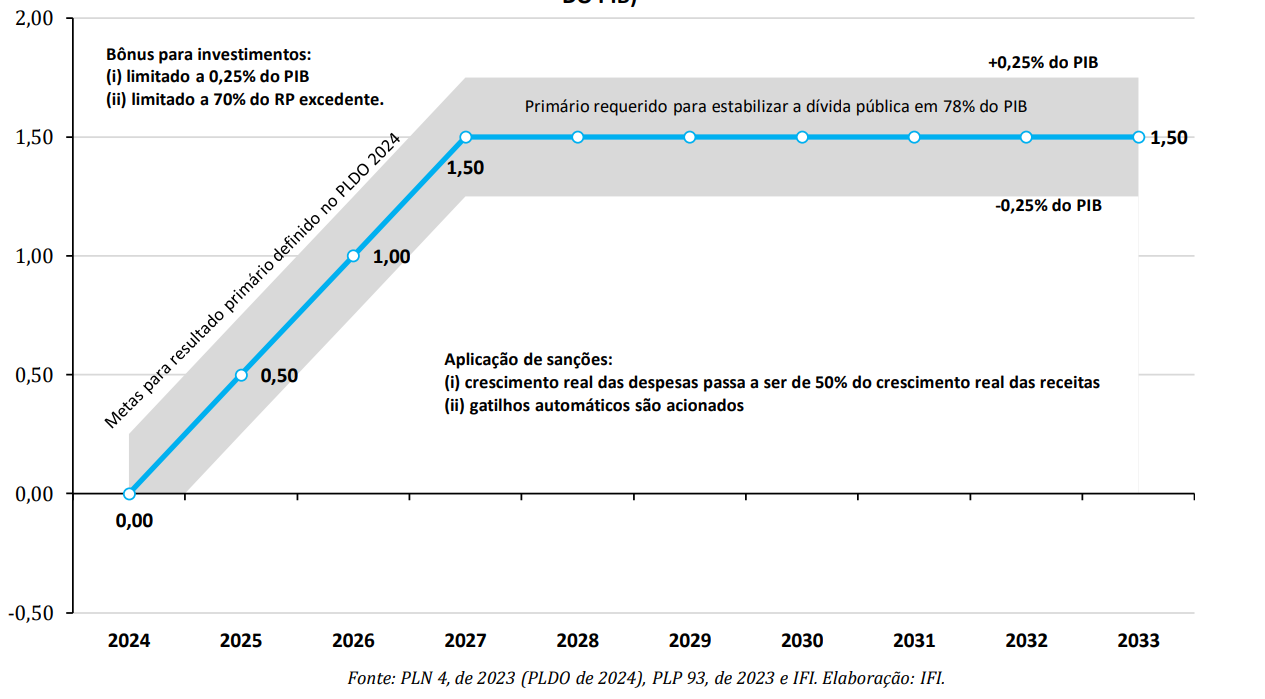 DO PIB)
2,00
Bônus para investimentos:
(i) limitado a 0,25% do PIB
(ii) limitado a 70% do RP excedente.
+0,25% do PIB
Primário requerido para estabilizar a dívida pública em 78% do PIB
1,50
1,50
1,50
Metas para resultado primário definido no PLDO 2024
-0,25% do PIB
1,00
1,00
Aplicação de sanções:
(i) crescimento real das despesas passa a ser de 50% do crescimento real das receitas
(ii) gatilhos automáticos são acionados
0,50
0,50
0,00
0,00
-0,50
2024 2025 2026 2027 2028 2029 2030 2031 2032 2033
Fonte: PLN 4, de 2023 (PLDO de 2024), PLP 93, de 2023 e IFI. Elaboração: IFI.